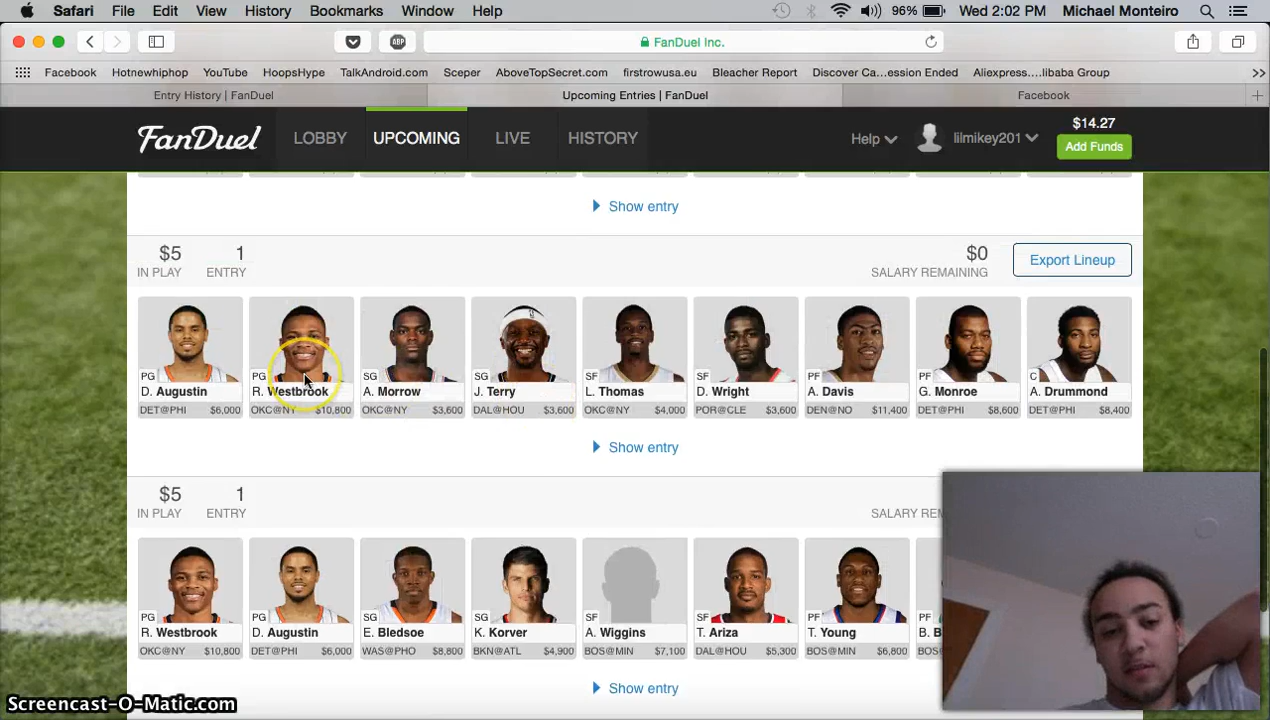 Safari File Edit View History Bookmarks Window Help 96% Wed 2:02 PM Michael Monteiro
ABP FanDuel Inc.
Facebook Hotnewhiphop YouTube HoopsHype TalkAndroid.com Sceper AboveTopSecret.com firstrowusa.eu Bleacher Report Discover Ca...ession Ended Aliexpress....libaba Group >>
Entry History | FanDuel Upcoming Entries | FanDuel Facebook +
FanDuel LOBBY UPCOMING LIVE HISTORY Help lilmikey201 $14.27
Add Funds
Show entry
$5 1 $0 Export Lineup
IN PLAY ENTRY SALARY REMAINING
PG PG SG SG SF SF PF PF C
D. Augustin R. Westbrook A. Morrow J. Terry L. Thomas D. Wright A. Davis G. Monroe A. Drummond
DET@PHI $6,000 OKC@NY $10,800 OKC@NY $3,600 DAL@HOU $3,600 OKC@NY $4,000 POR@CLE $3,600 DEN@NO $11,400 DET@PHI $8,600 DET@PHI $8,400
Show entry
$5 1
IN PLAY ENTRY SALARY REM
PG PG SG SG SF SF PF PF
R. Westbrook D. Augustin E. Bledsoe K. Korver A. Wiggins T. Ariza T. Young B. B
OKC@NY $10,800 DET@PHI $6,000 WAS@PHO $8,800 BKN@ATL $4,900 BOS@MIN $7,100 DAL@HOU $5,300 BOS@MIN $6,800 BKN@
Show entry
Screencast-O-Matic.com